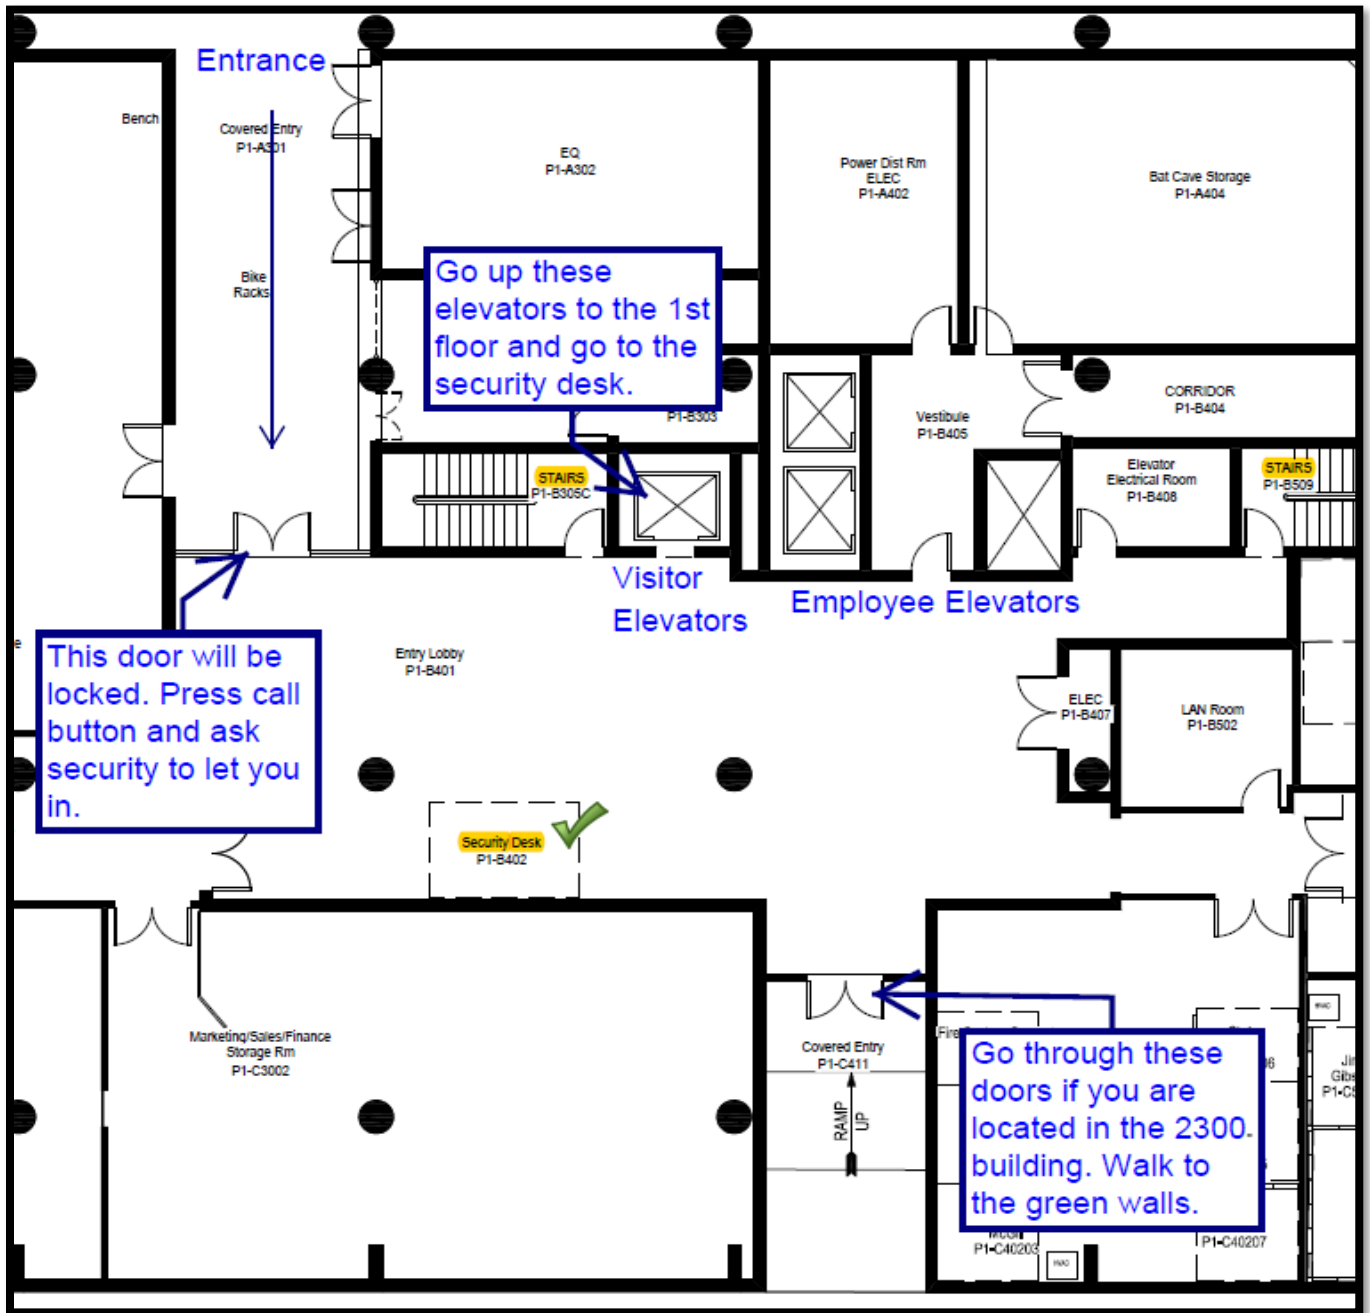 Entrance
Bench
Covered Entry
P1-A301
EQ
P1-A302
Power Dist Rm
ELEC
P1-A402
Bat Cave Storage
P1-A404
Bike
Racks
Go up these
elevators to the 1st
floor and go to the
security desk.
P1-B303
Vestibule
P1-B405
CORRIDOR
P1-B404
STAIRS
P1-B305C
Elevator
Electrical Room
P1-B408
STAIRS
P1-B509
Visitor
Elevators
Employee Elevators
This door will be
locked. Press call
button and ask
security to let you
in.
Entry Lobby
P1-B401
ELEC
P1-B407
LAN Room
P1-B502
Security Desk
P1-B402
Marketing/Sales/Finance
Storage Rm
P1-C3002
Covered Entry
P1-C411
RAMP
UP
Go through these
doors if you are
located in the 2300
building. Walk to
the green walls.
P1-C40203
HVAC
P1-C40207
HVAC